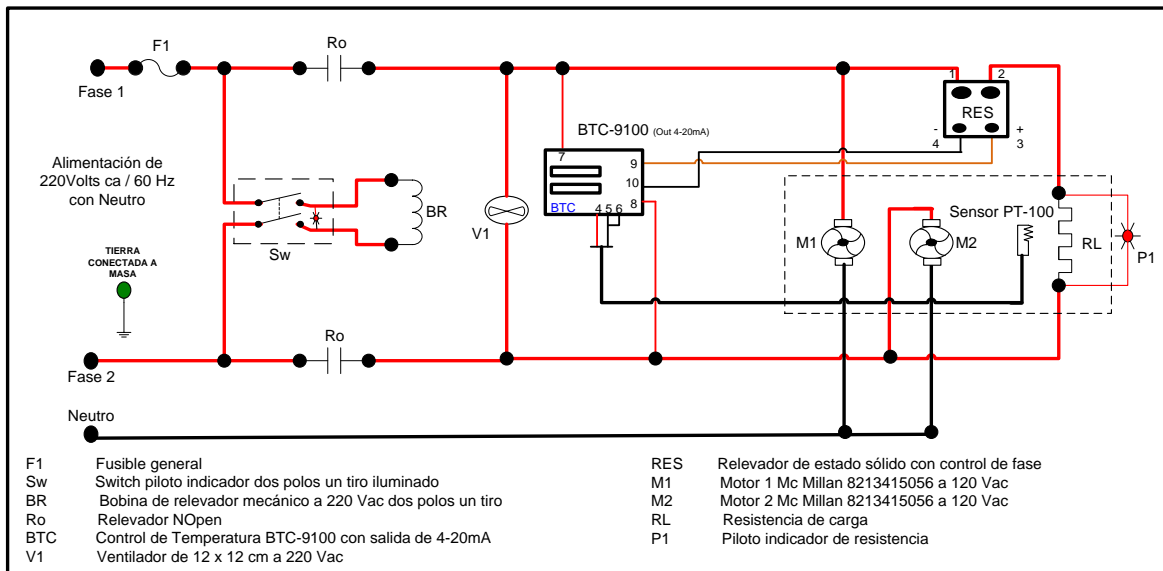 F1
Ro
Fase 1
1
2
RES
-
+
4
3
BTC-9100 (Out 4-20mA)
7
9
10
8
BTC
4
5
6
Alimentación de
220Volts ca / 60 Hz
con Neutro
BR
Sw
V1
Sensor PT-100
M1
M2
RL
P1
TIERRA
CONECTADA A
MASA
Ro
Fase 2
Neutro
F1 Fusible general
Sw Switch piloto indicador dos polos un tiro iluminado
BR Bobina de relevador mecánico a 220 Vac dos polos un tiro
Ro Relevador NOpen
BTC Control de Temperatura BTC-9100 con salida de 4-20mA
V1 Ventilador de 12 x 12 cm a 220 Vac
RES Relevador de estado sólido con control de fase
M1 Motor 1 Mc Millan 8213415056 a 120 Vac
M2 Motor 2 Mc Millan 8213415056 a 120 Vac
RL Resistencia de carga
P1 Piloto indicador de resistencia